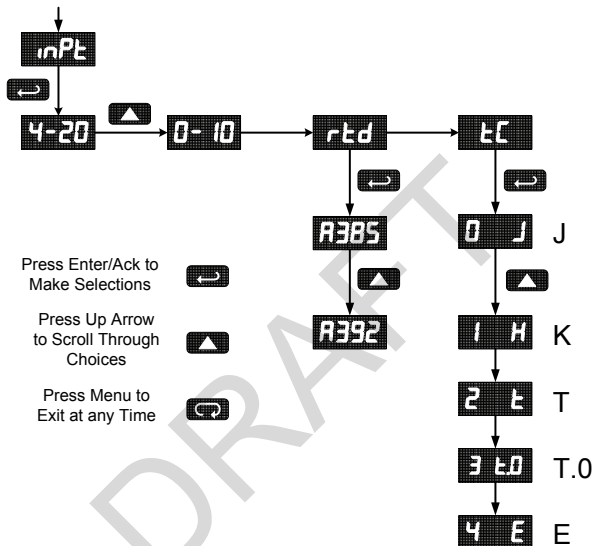 inPt
4-20
0-10
rtd
tC
A385
0 J
J
Press Enter/Ack to
Make Selections
Press Up Arrow
to Scroll Through
Choices
A392
1 K
K
Press Menu to
Exit at any Time
2 t
T
3 t.0
T.0
4 E
E
DRAFT